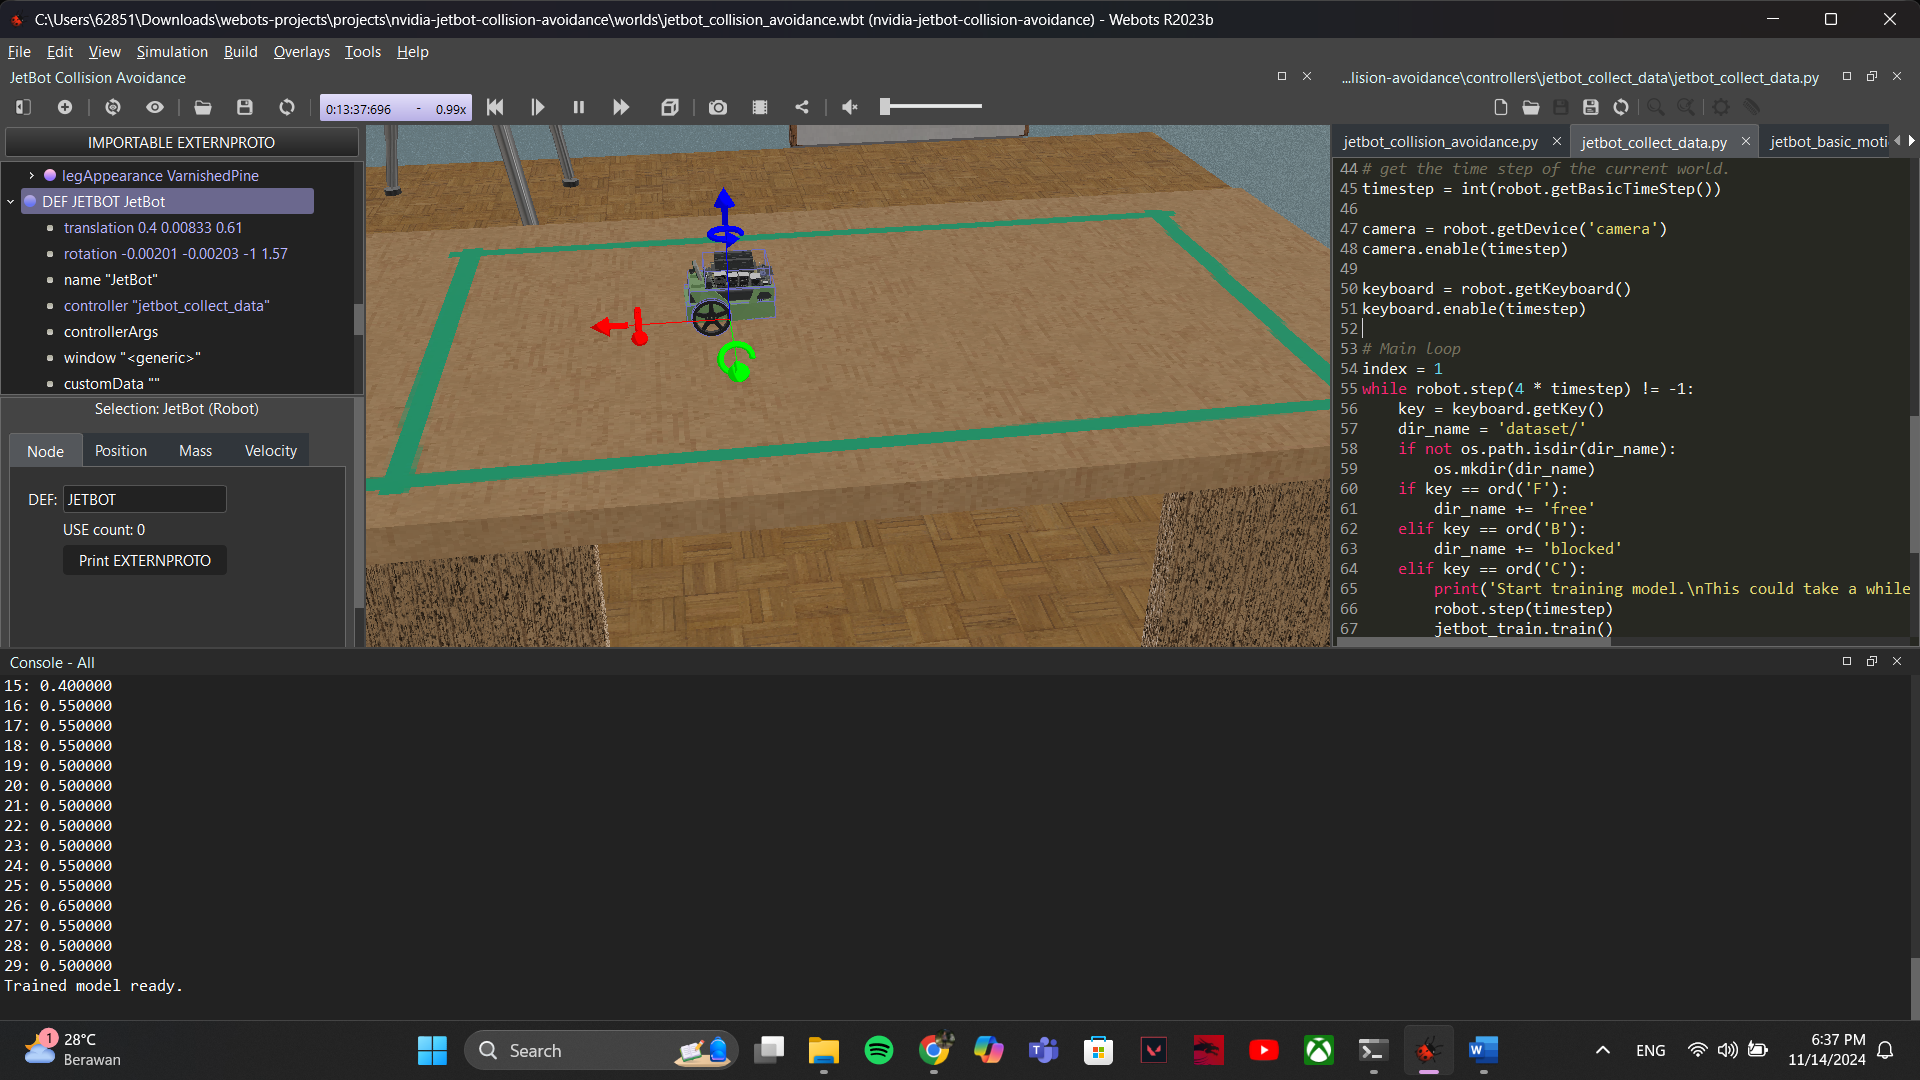 C:\Users\62851\Downloads\webots-projects\projects\nvidia-jetbot-collision-avoidance\worlds\jetbot_collision_avoidance.wbt (nvidia-jetbot-collision-avoidance) - Webots R2023b
File Edit View Simulation Build Overlays Tools Help
JetBot Collision Avoidance
0:13:37:696 - 0.99x
IMPORTABLE EXTERNPROTO
legAppearance VarnishedPine
DEF JETBOT JetBot
translation 0.4 0.00833 0.61
rotation -0.00201 -0.00203 -1 1.57
name "JetBot"
controller "jetbot_collect_data"
controllerArgs
window "<generic>"
customData ""
Selection: JetBot (Robot)
Node Position Mass Velocity
DEF: JETBOT
USE count: 0
Print EXTERNPROTO
...lision-avoidance\controllers\jetbot_collect_data\jetbot_collect_data.py
jetbot_collision_avoidance.py jetbot_collect_data.py jetbot_basic_moti
44 # get the time step of the current world.
45 timestep = int(robot.getBasicTimeStep())
46
47 camera = robot.getDevice('camera')
48 camera.enable(timestep)
49
50 keyboard = robot.getKeyboard()
51 keyboard.enable(timestep)
52
53 # Main loop
54 index = 1
55 while robot.step(4 * timestep) != -1:
56 key = keyboard.getKey()
57 dir_name = 'dataset/'
58 if not os.path.isdir(dir_name):
59 os.mkdir(dir_name)
60 if key == ord('F'):
61 dir_name += 'free'
62 elif key == ord('B'):
63 dir_name += 'blocked'
64 elif key == ord('C'):
65 print('Start training model.\nThis could take a while
66 robot.step(timestep)
67 jetbot_train.train()
Console - All
15: 0.400000
16: 0.550000
17: 0.550000
18: 0.550000
19: 0.500000
20: 0.500000
21: 0.500000
22: 0.500000
23: 0.500000
24: 0.550000
25: 0.550000
26: 0.650000
27: 0.550000
28: 0.500000
29: 0.500000
Trained model ready.
1
28°C
Berawan
Search
ENG
6:37 PM
11/14/2024